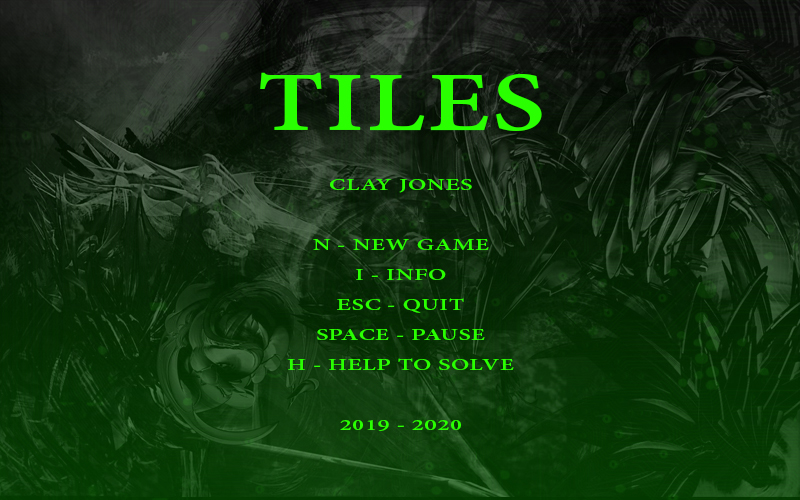 TILES
CLAY JONES
N - NEW GAME
I - INFO
ESC - QUIT
SPACE - PAUSE
H - HELP TO SOLVE
2019 - 2020